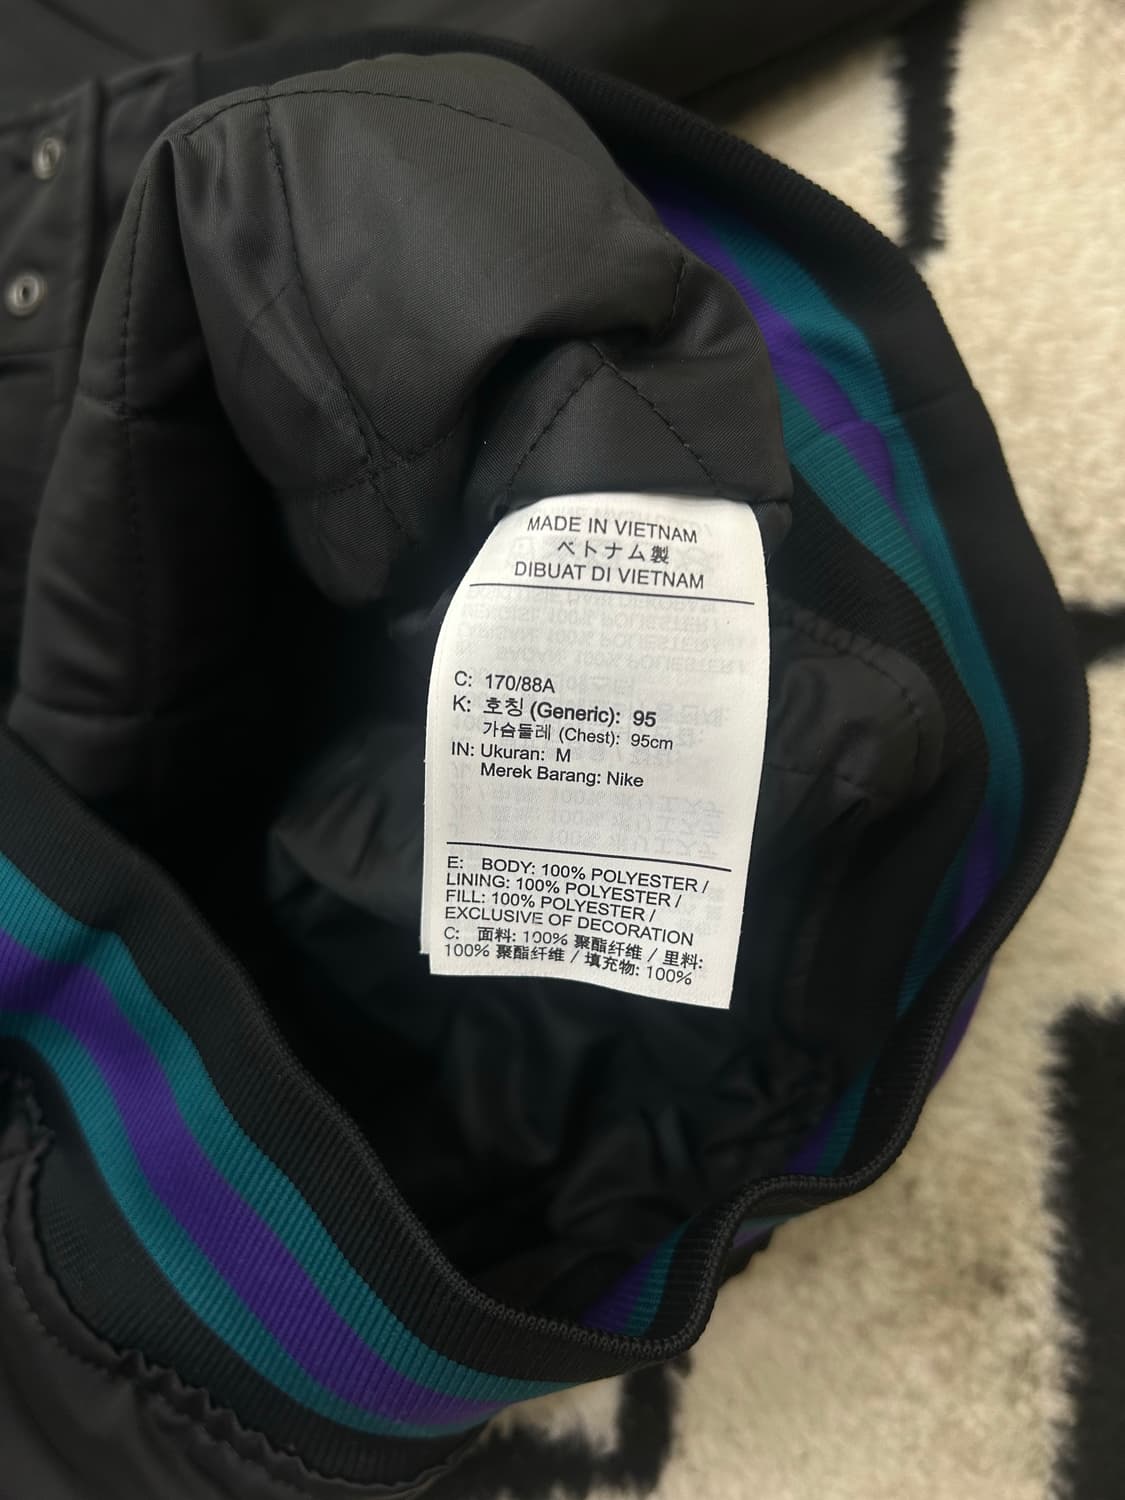 MADE IN VIETNAM
ベトナム製
DIBUAT DI VIETNAM
C: 170/88A
K: 호칭 (Generic): 95
가슴둘레 (Chest): 95cm
IN: Ukuran: M
Merek Barang: Nike
E: BODY: 100% POLYESTER /
LINING: 100% POLYESTER /
FILL: 100% POLYESTER /
EXCLUSIVE OF DECORATION
C: 面料: 100% 聚酯纤维 / 里料:
100% 聚酯纤维 / 填充物: 100%